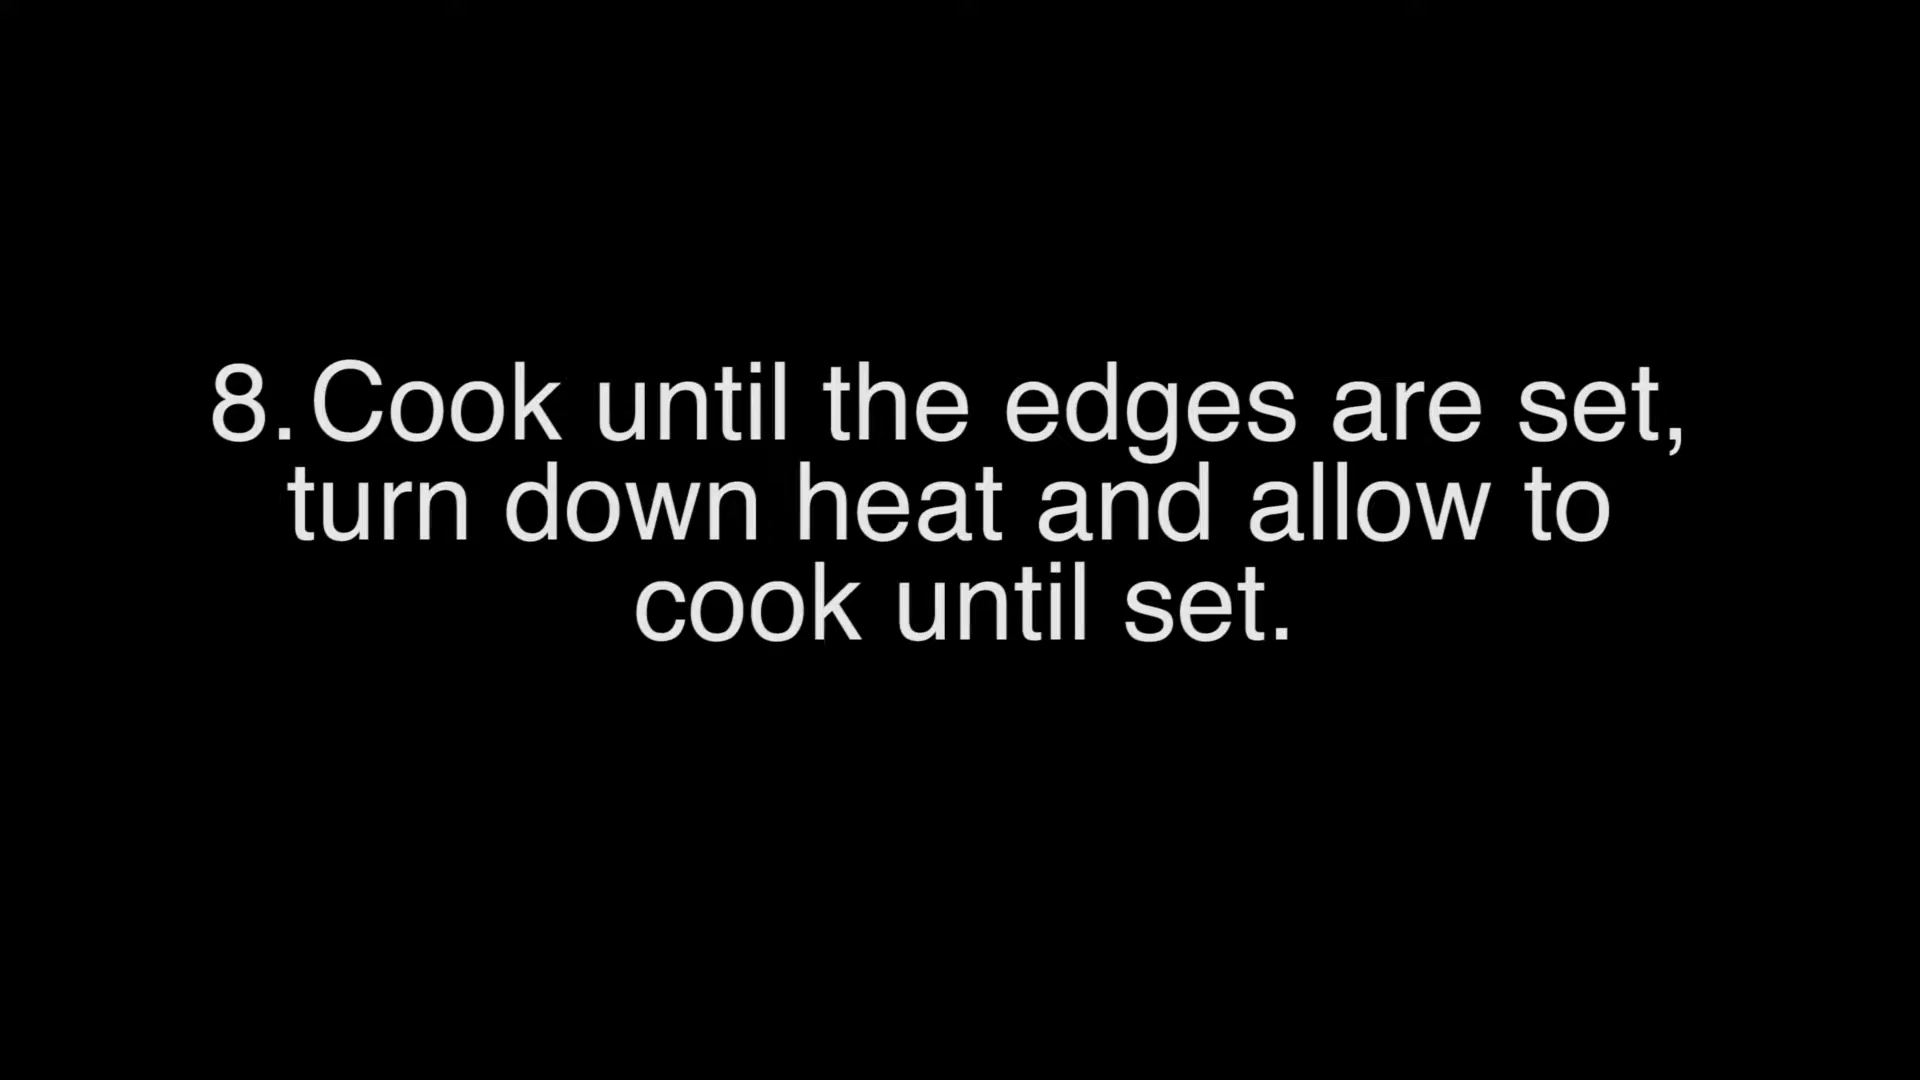 8. Cook until the edges are set,
turn down heat and allow to
cook until set.